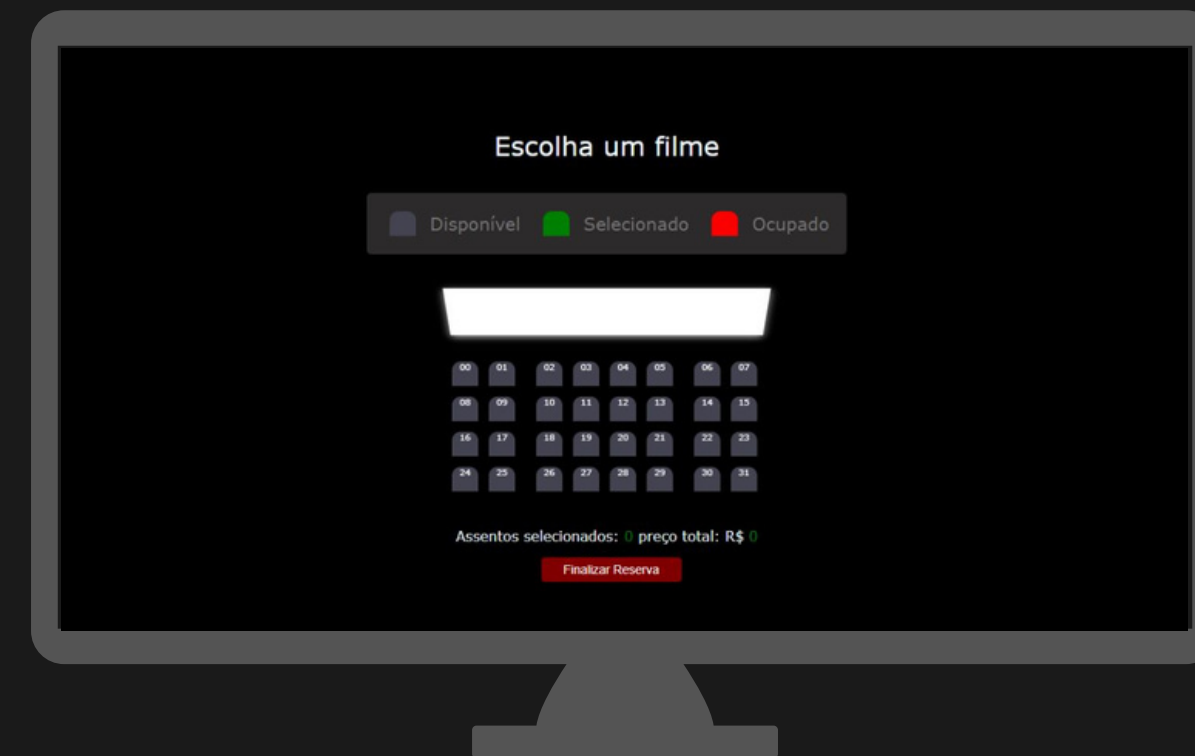 Escolha um filme
Disponível Selecionado Ocupado
00 01 02 03 04 05 06 07
08 09 10 11 12 13 14 15
16 17 18 19 20 21 22 23
24 25 26 27 28 29 30 31
Assentos selecionados: 0 preço total: R$ 0
Finalizar Reserva